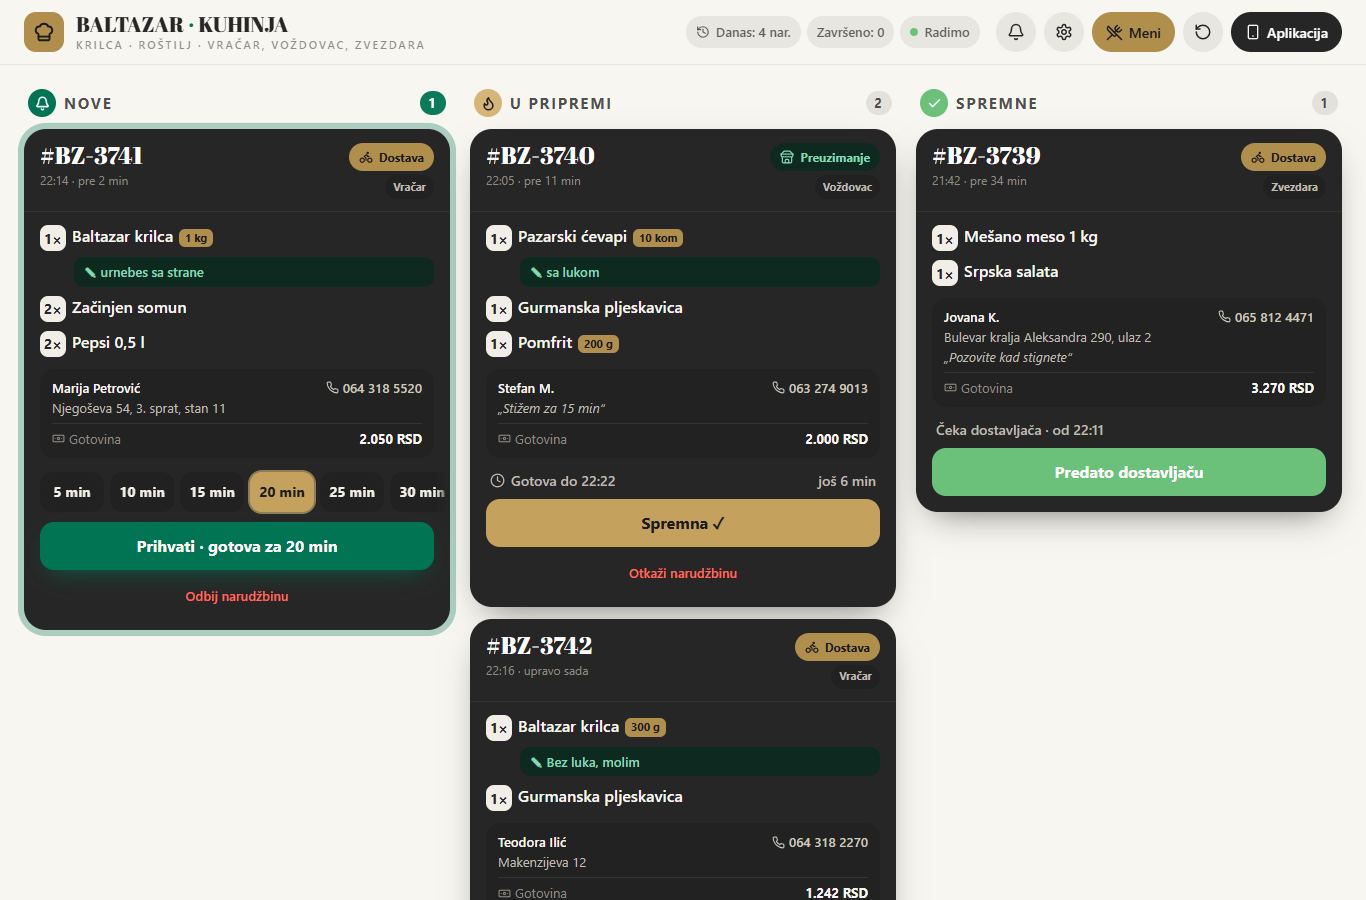 BALTAZAR · KUHINJA
KRILCA · ROŠTILJ · VRAČAR, VOŽDOVAC, ZVEZDARA
Danas: 4 nar.
Završeno: 0
Radimo
Meni
Aplikacija
NOVE
1
#BZ-3741
Dostava
22:14 · pre 2 min
Vračar
1× Baltazar krilca 1 kg
urnebes sa strane
2× Začinjen somun
2× Pepsi 0,5 l
Marija Petrović 064 318 5520
Njegoševa 54, 3. sprat, stan 11
Gotovina 2.050 RSD
5 min 10 min 15 min 20 min 25 min 30 min
Prihvati · gotova za 20 min
Odbij narudžbinu
U PRIPREMI
2
#BZ-3740
Preuzimanje
22:05 · pre 11 min
Voždovac
1× Pazarski ćevapi 10 kom
sa lukom
1× Gurmanska pljeskavica
1× Pomfrit 200 g
Stefan M. 063 274 9013
„Stižem za 15 min“
Gotovina 2.000 RSD
Gotova do 22:22 još 6 min
Spremna ✓
Otkaži narudžbinu
#BZ-3742
Dostava
22:16 · upravo sada
Vračar
1× Baltazar krilca 300 g
Bez luka, molim
1× Gurmanska pljeskavica
Teodora Ilić 064 318 2270
Makenzijeva 12
Gotovina 1.242 RSD
SPREMNE
1
#BZ-3739
Dostava
21:42 · pre 34 min
Zvezdara
1× Mešano meso 1 kg
1× Srpska salata
Jovana K. 065 812 4471
Bulevar kralja Aleksandra 290, ulaz 2
„Pozovite kad stignete“
Gotovina 3.270 RSD
Čeka dostavljača · od 22:11
Predato dostavljaču